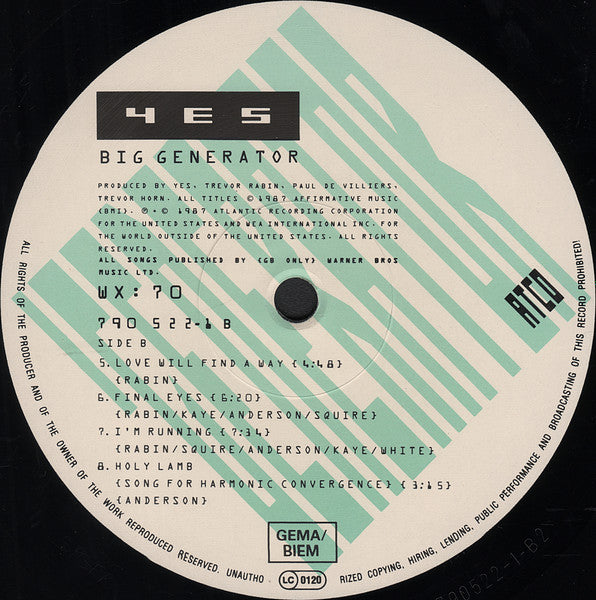 YES
BIG GENERATOR
PRODUCED BY YES, TREVOR RABIN, PAUL DE VILLIERS,
TREVOR HORN. ALL TITLES © 1987 AFFIRMATIVE MUSIC
(BMI). ℗ • © 1987 ATLANTIC RECORDING CORPORATION
FOR THE UNITED STATES AND WEA INTERNATIONAL INC. FOR
THE WORLD OUTSIDE OF THE UNITED STATES. ALL RIGHTS
RESERVED.
ALL SONGS PUBLISHED BY (GB ONLY) WARNER BROS
MUSIC LTD.
WX: 70
790 522-1 B
SIDE B
5. LOVE WILL FIND A WAY {4:48}
{RABIN}
6. FINAL EYES {6:20}
{RABIN/KAYE/ANDERSON/SQUIRE}
7. I'M RUNNING {7:34}
{RABIN/SQUIRE/ANDERSON/KAYE/WHITE}
8. HOLY LAMB
{SONG FOR HARMONIC CONVERGENCE} {3:15}
{ANDERSON}
ATCO
GEMA/
BIEM
LC 0120
ALL RIGHTS OF THE PRODUCER AND OF THE OWNER OF THE WORK REPRODUCED RESERVED. UNAUTHO
RIZED COPYING, HIRING, LENDING, PUBLIC PERFORMANCE AND BROADCASTING OF THIS RECORD PROHIBITED!